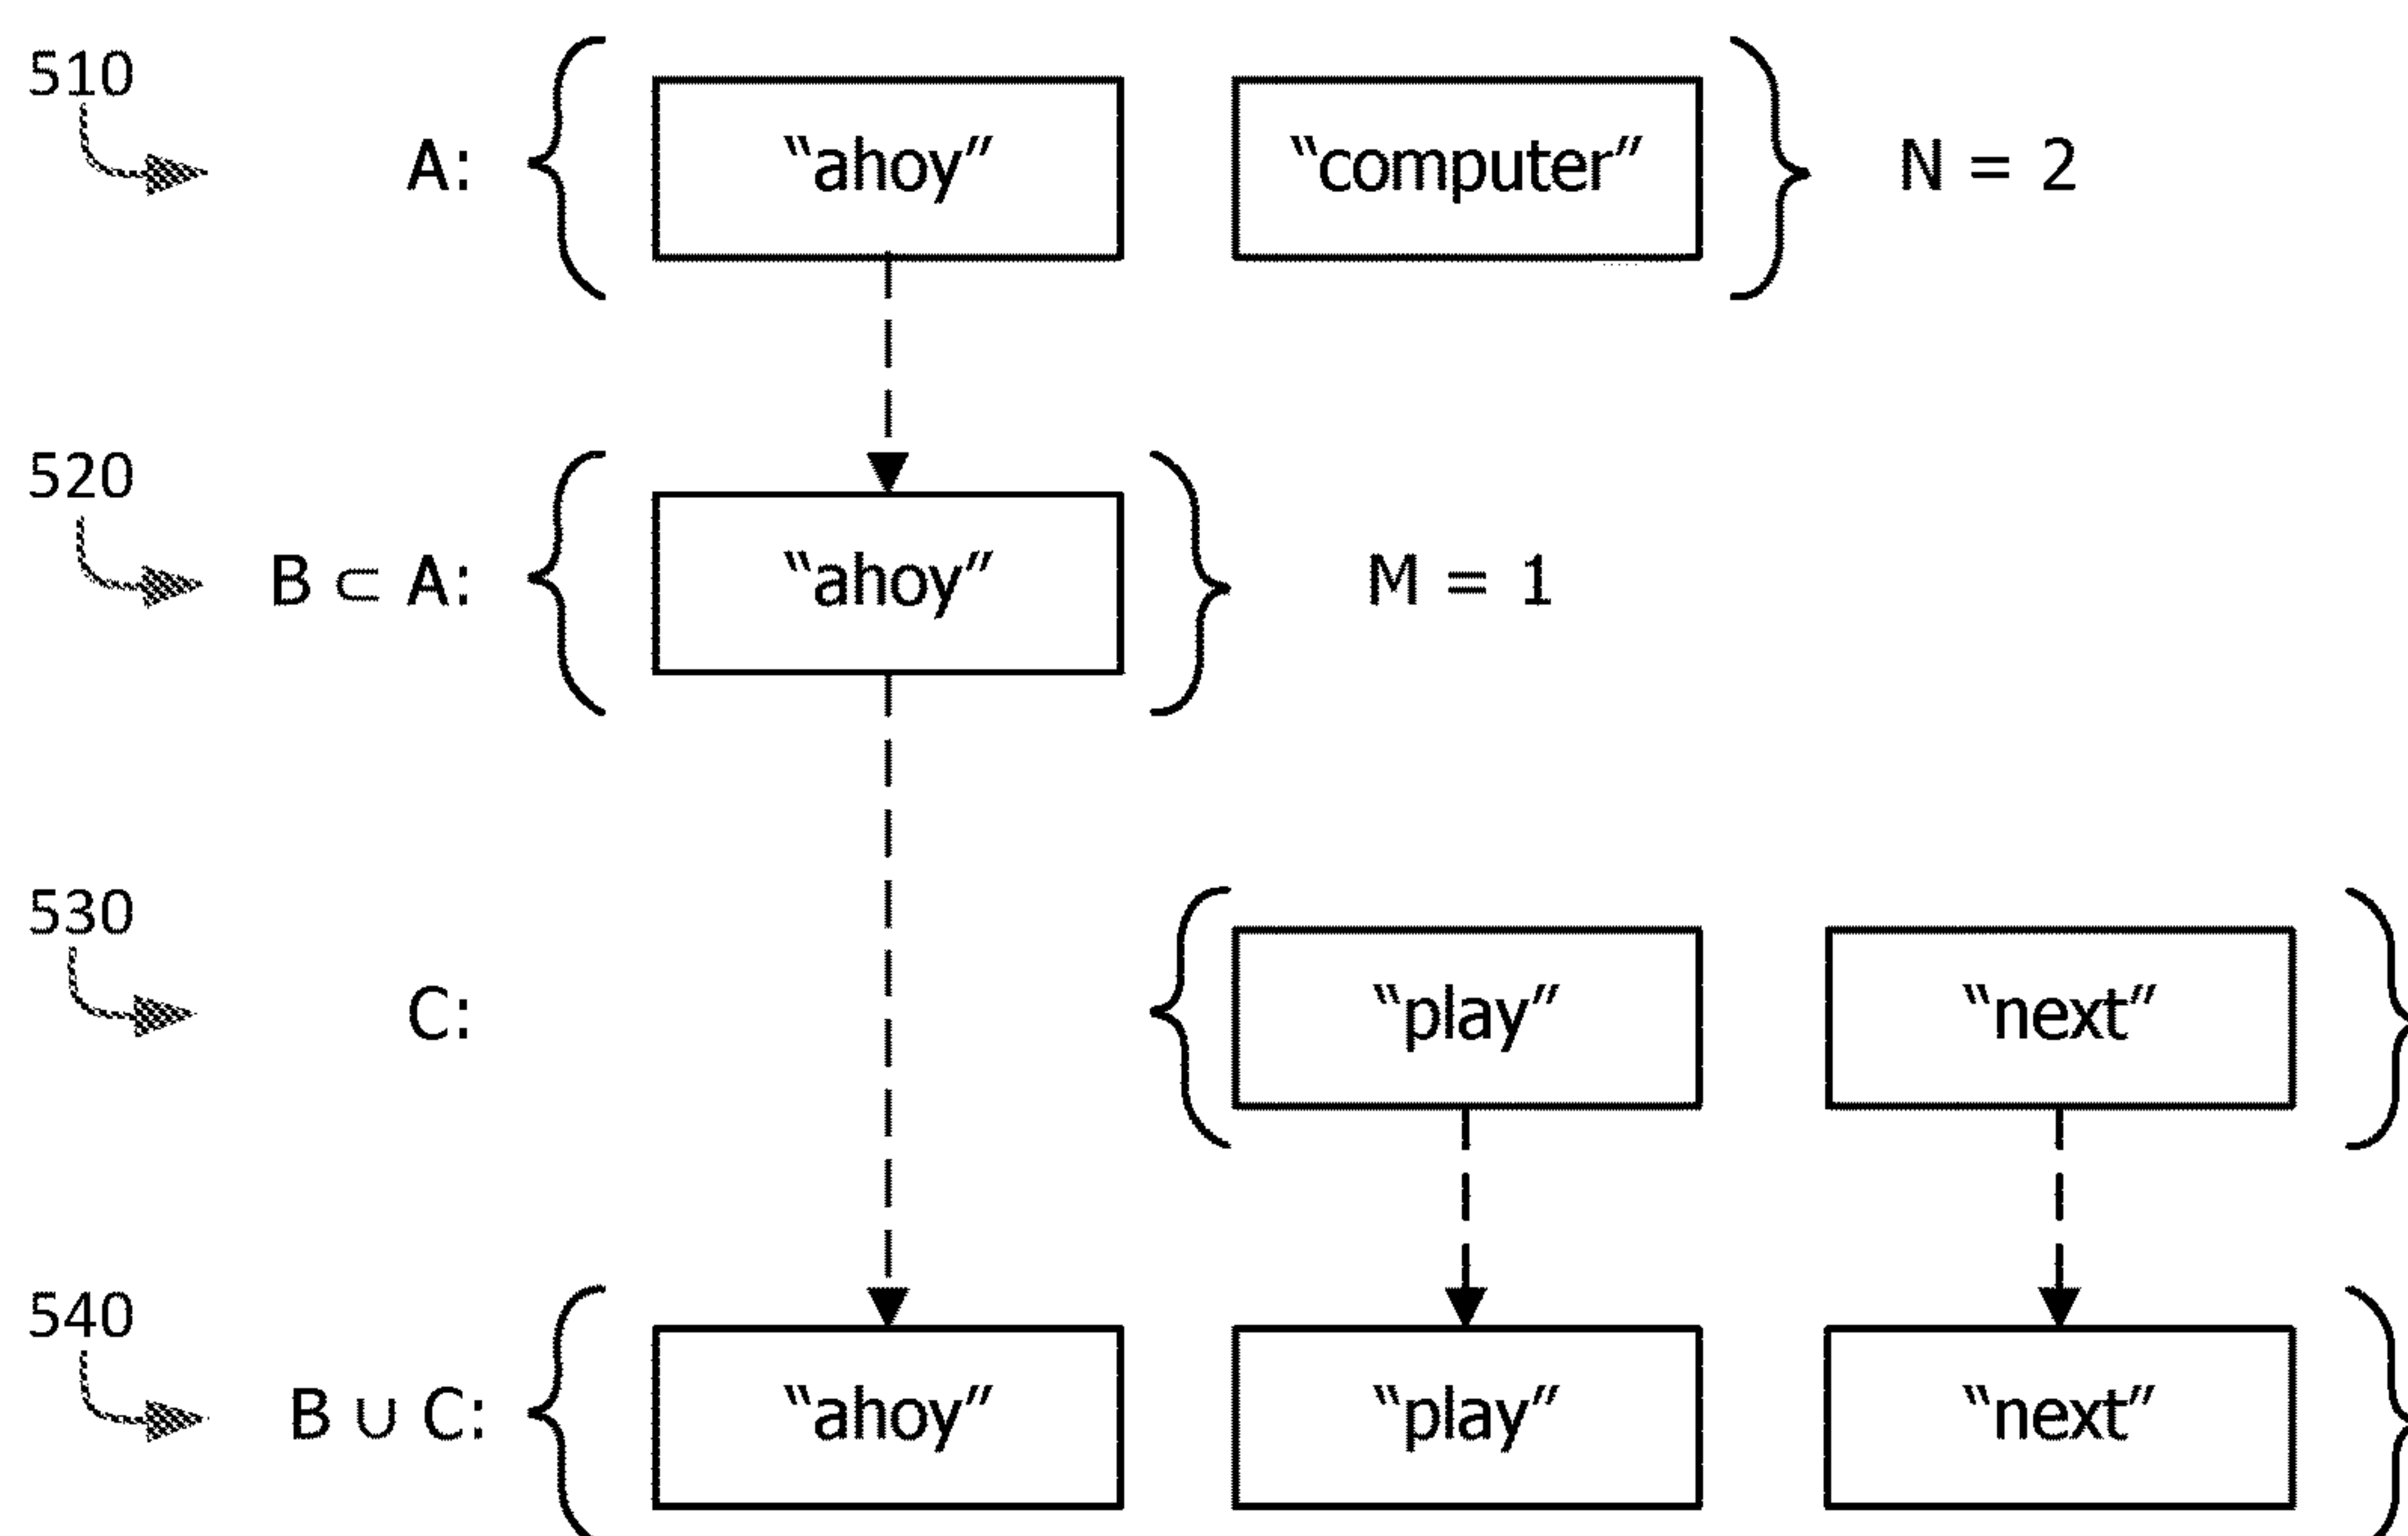 510
A: “ahoy” “computer” N = 2
520
B ⊂ A: “ahoy” M = 1
530
C: “play” “next”
540
B ∪ C: “ahoy” “play” “next”